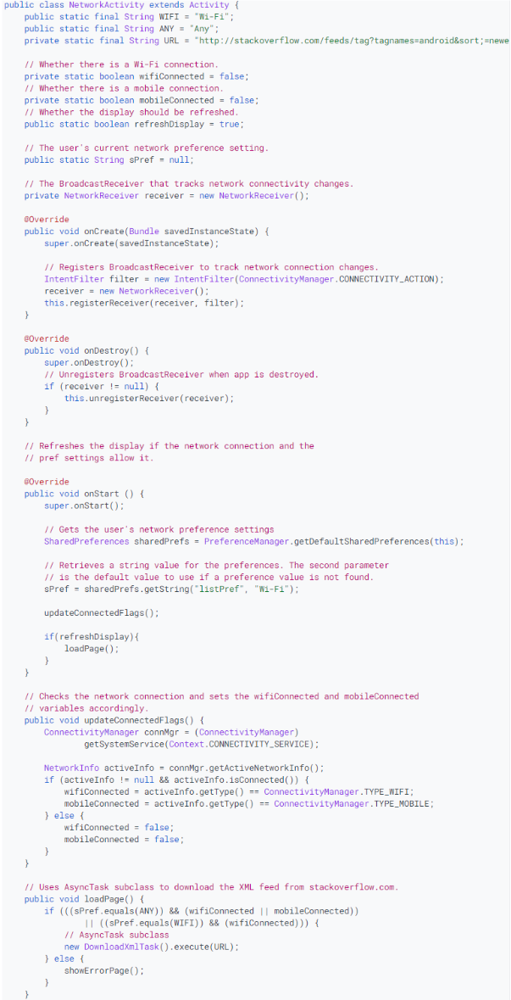 public class NetworkActivity extends Activity {
    public static final String WIFI = "Wi-Fi";
    public static final String ANY = "Any";
    private static final String URL = "http://stackoverflow.com/feeds/tag?tagnames=android&sort;=newe

    // Whether there is a Wi-Fi connection.
    private static boolean wifiConnected = false;
    // Whether there is a mobile connection.
    private static boolean mobileConnected = false;
    // Whether the display should be refreshed.
    public static boolean refreshDisplay = true;

    // The user's current network preference setting.
    public static String sPref = null;

    // The BroadcastReceiver that tracks network connectivity changes.
    private NetworkReceiver receiver = new NetworkReceiver();

    @Override
    public void onCreate(Bundle savedInstanceState) {
        super.onCreate(savedInstanceState);

        // Registers BroadcastReceiver to track network connection changes.
        IntentFilter filter = new IntentFilter(ConnectivityManager.CONNECTIVITY_ACTION);
        receiver = new NetworkReceiver();
        this.registerReceiver(receiver, filter);
    }

    @Override
    public void onDestroy() {
        super.onDestroy();
        // Unregisters BroadcastReceiver when app is destroyed.
        if (receiver != null) {
            this.unregisterReceiver(receiver);
        }
    }

    // Refreshes the display if the network connection and the
    // pref settings allow it.

    @Override
    public void onStart () {
        super.onStart();

        // Gets the user's network preference settings
        SharedPreferences sharedPrefs = PreferenceManager.getDefaultSharedPreferences(this);

        // Retrieves a string value for the preferences. The second parameter
        // is the default value to use if a preference value is not found.
        sPref = sharedPrefs.getString("listPref", "Wi-Fi");

        updateConnectedFlags();

        if(refreshDisplay){
            loadPage();
        }
    }

    // Checks the network connection and sets the wifiConnected and mobileConnected
    // variables accordingly.
    public void updateConnectedFlags() {
        ConnectivityManager connMgr = (ConnectivityManager)
                getSystemService(Context.CONNECTIVITY_SERVICE);

        NetworkInfo activeInfo = connMgr.getActiveNetworkInfo();
        if (activeInfo != null && activeInfo.isConnected()) {
            wifiConnected = activeInfo.getType() == ConnectivityManager.TYPE_WIFI;
            mobileConnected = activeInfo.getType() == ConnectivityManager.TYPE_MOBILE;
        } else {
            wifiConnected = false;
            mobileConnected = false;
        }
    }

    // Uses AsyncTask subclass to download the XML feed from stackoverflow.com.
    public void loadPage() {
        if (((sPref.equals(ANY)) && (wifiConnected || mobileConnected))
                || ((sPref.equals(WIFI)) && (wifiConnected))) {
            // AsyncTask subclass
            new DownloadXmlTask().execute(URL);
        } else {
            showErrorPage();
        }
    }